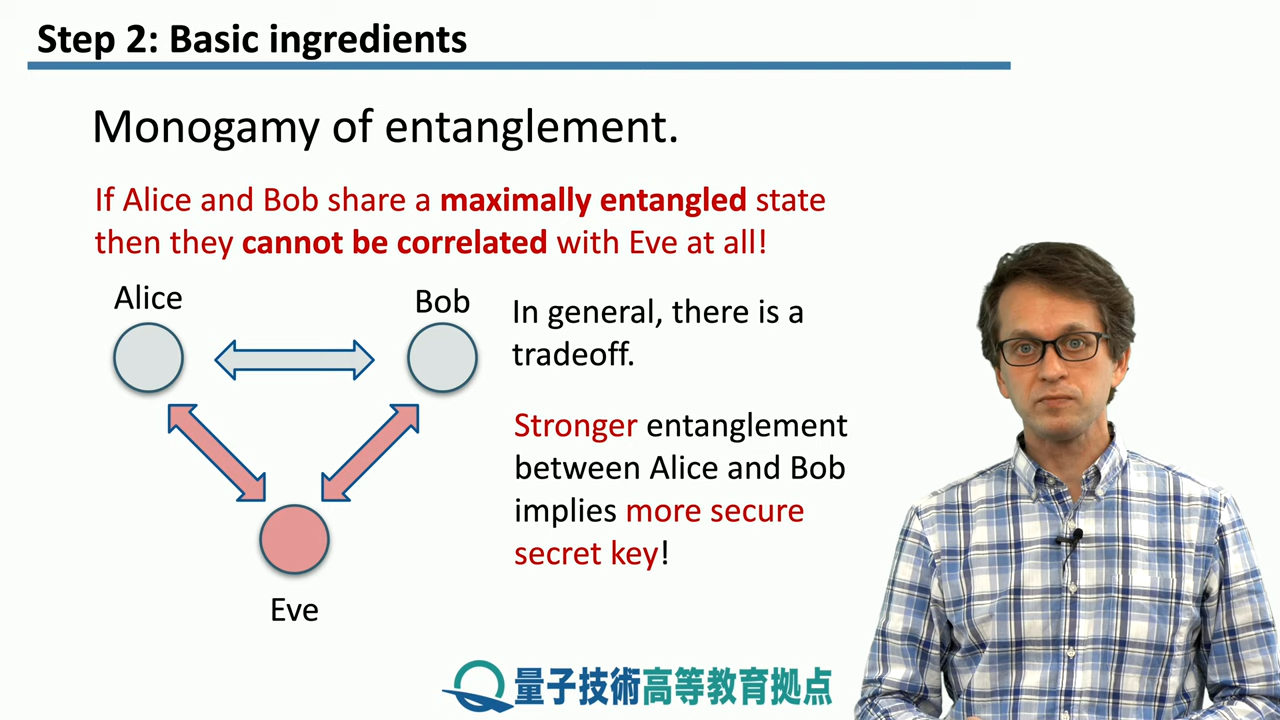 Step 2: Basic ingredients
Monogamy of entanglement.
If Alice and Bob share a maximally entangled state
then they cannot be correlated with Eve at all!
Alice
Bob
In general, there is a
tradeoff.
Stronger entanglement
between Alice and Bob
implies more secure
secret key!
Eve
量子技術高等教育拠点